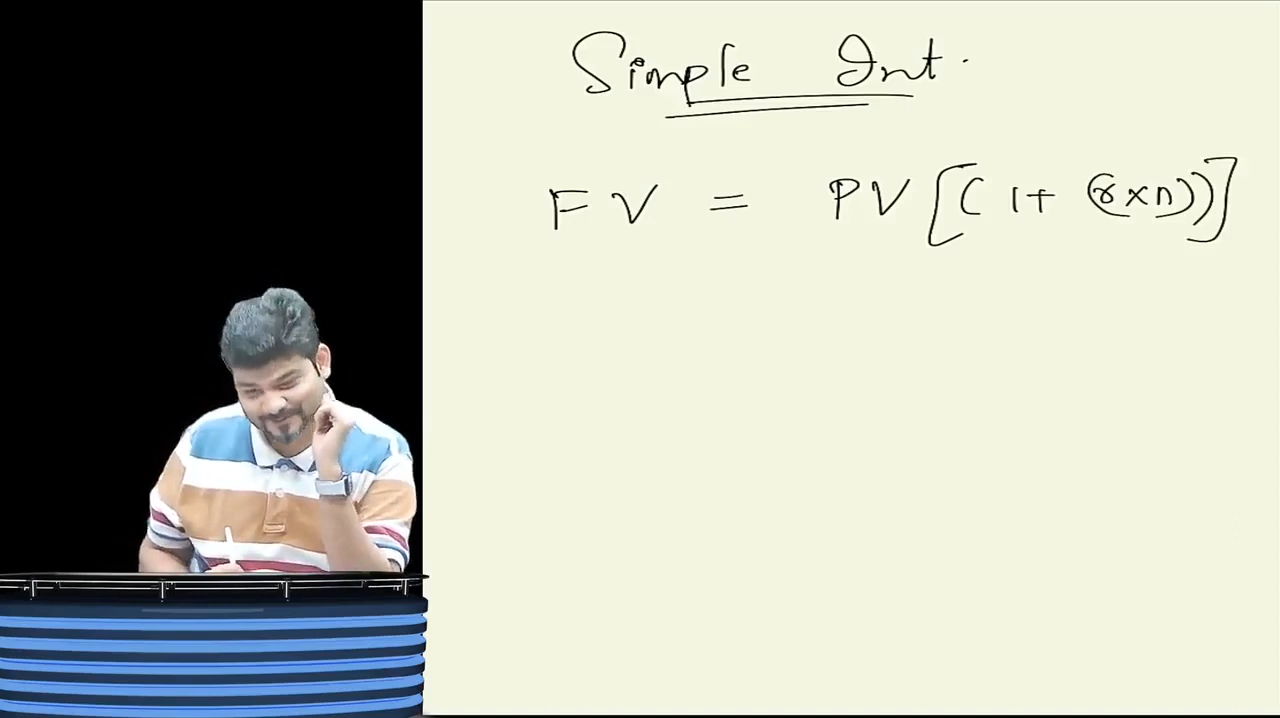 Simple Int.
FV = PV[(1+ (r×n))]